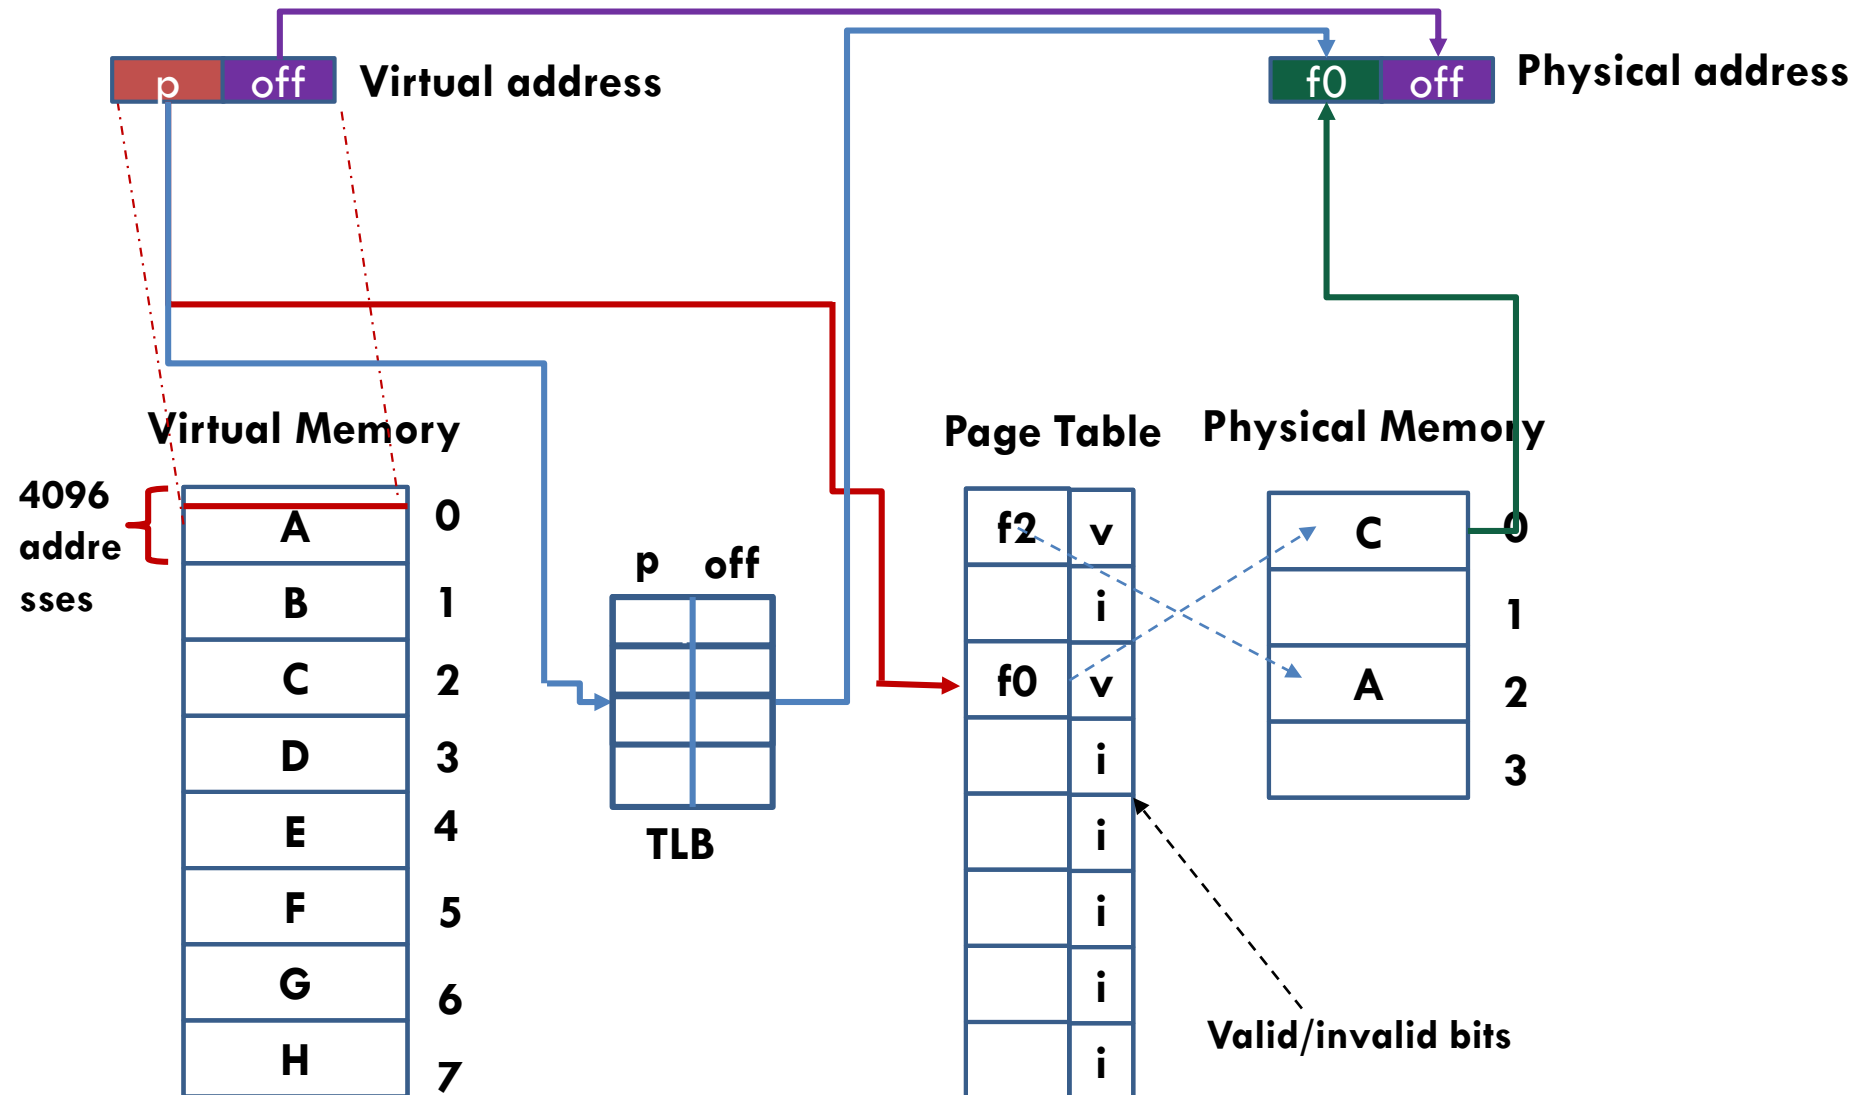 p off Virtual address
f0 off Physical address
Virtual Memory
Page Table
Physical Memory
4096
addre
sses
A 0
B 1
C 2
D 3
E 4
F 5
G 6
H 7
p off
TLB
f2 v
i
f0 v
i
i
i
i
i
C 0
1
A 2
3
Valid/invalid bits